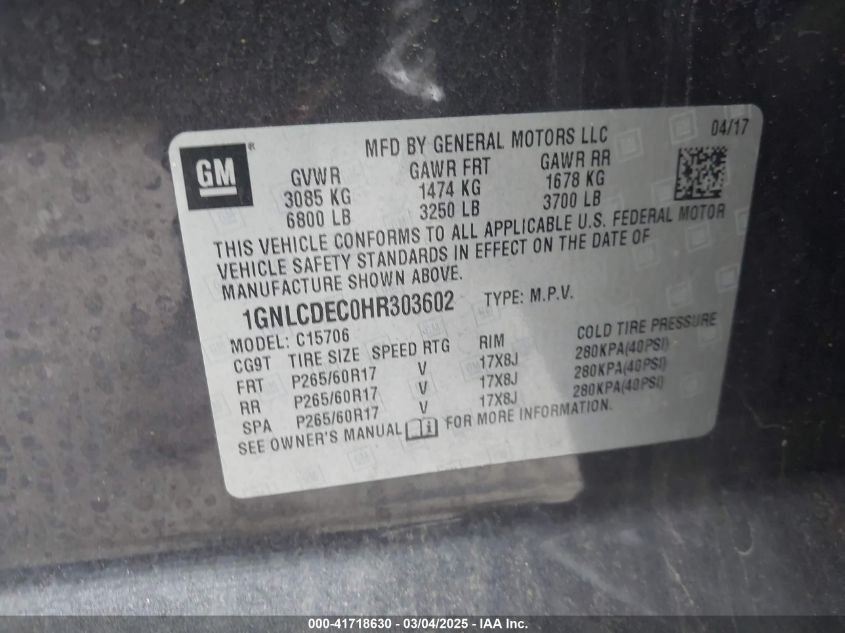 GM®
MFD BY GENERAL MOTORS LLC
04/17
GVWR GAWR FRT GAWR RR
3085 KG 1474 KG 1678 KG
6800 LB 3250 LB 3700 LB
THIS VEHICLE CONFORMS TO ALL APPLICABLE U.S. FEDERAL MOTOR
VEHICLE SAFETY STANDARDS IN EFFECT ON THE DATE OF
MANUFACTURE SHOWN ABOVE.
1GNLCDEC0HR303602 TYPE: M.P.V.
MODEL: C15706
CG9T TIRE SIZE SPEED RTG RIM COLD TIRE PRESSURE
FRT P265/60R17 V 17X8J 280KPA(40PSI)
RR P265/60R17 V 17X8J 280KPA(40PSI)
SPA P265/60R17 V 17X8J 280KPA(40PSI)
SEE OWNER'S MANUAL FOR MORE INFORMATION.
000-41718630 - 03/04/2025 - IAA Inc.